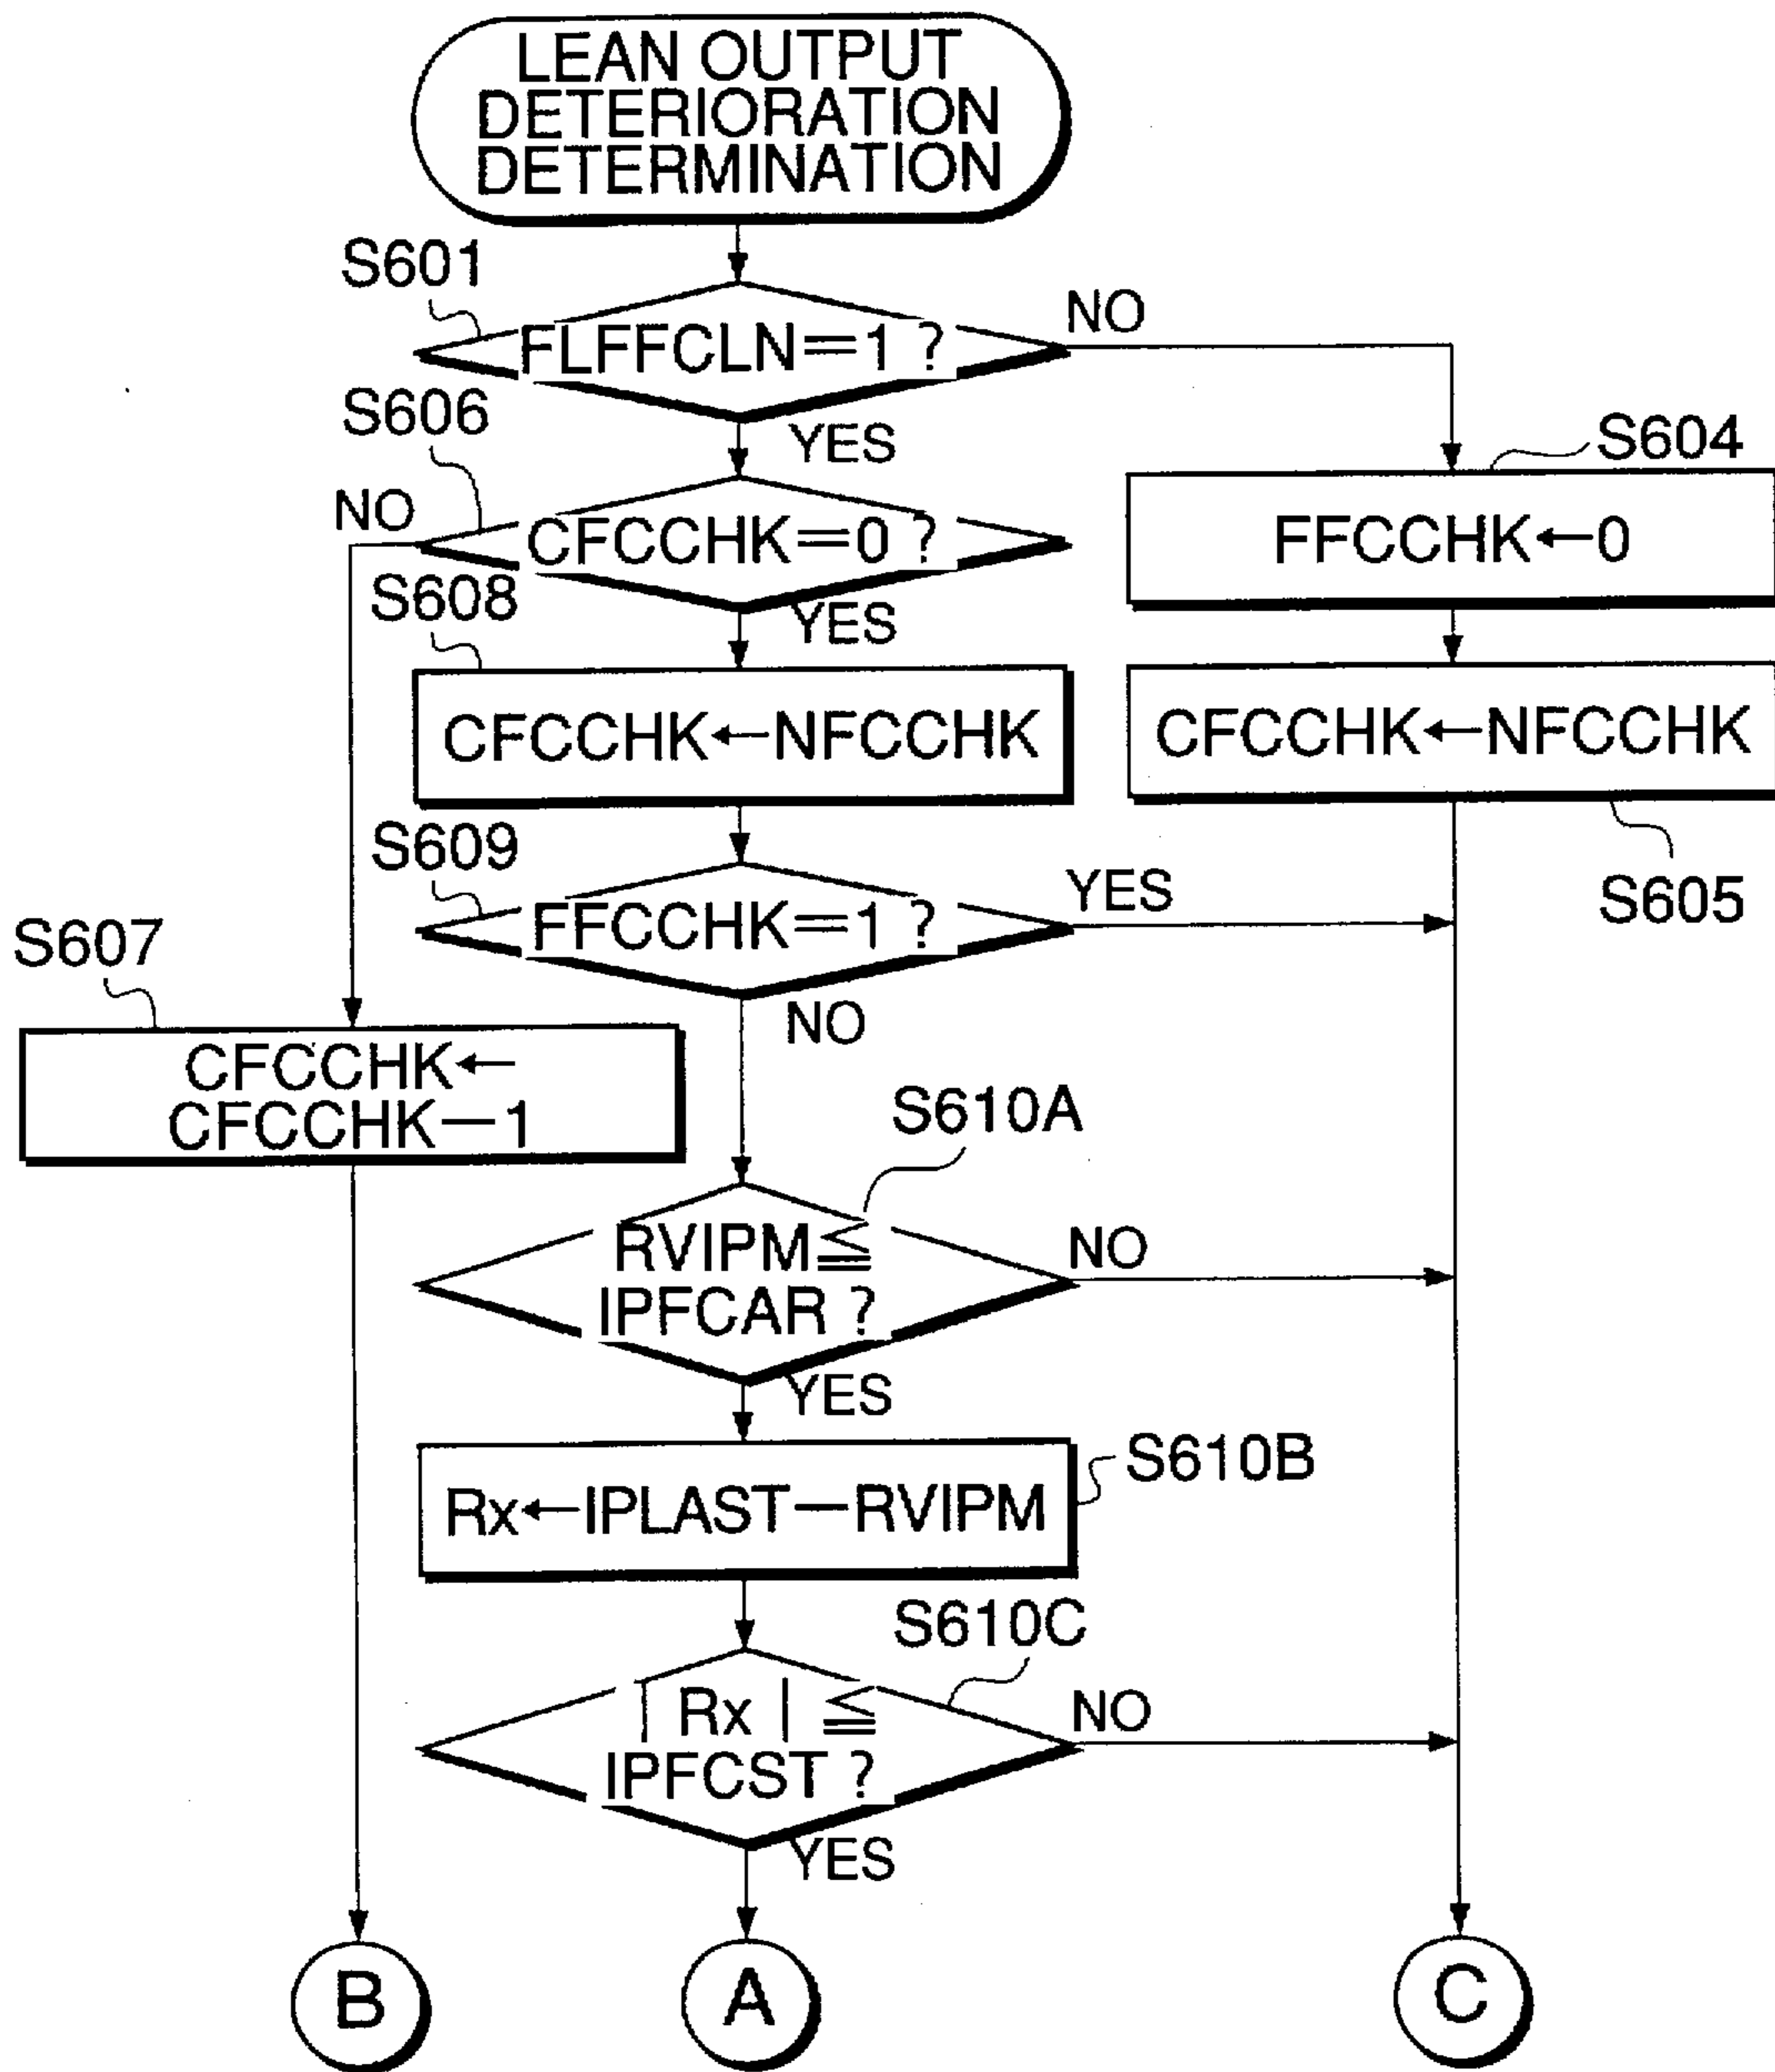 LEAN OUTPUT
DETERIORATION
DETERMINATION
S601
FLFFCLN=1 ?
NO
YES
S606
NO
CFCCHK=0 ?
YES
S604
FFCCHK←0
S608
CFCCHK←NFCCHK
CFCCHK←NFCCHK
S605
S609
FFCCHK=1 ?
YES
NO
S607
CFCCHK←
CFCCHK−1
S610A
RVIPM≦
IPFCAR ?
NO
YES
S610B
Rx←IPLAST−RVIPM
S610C
| Rx | ≦
IPFCST ?
NO
YES
B
A
C